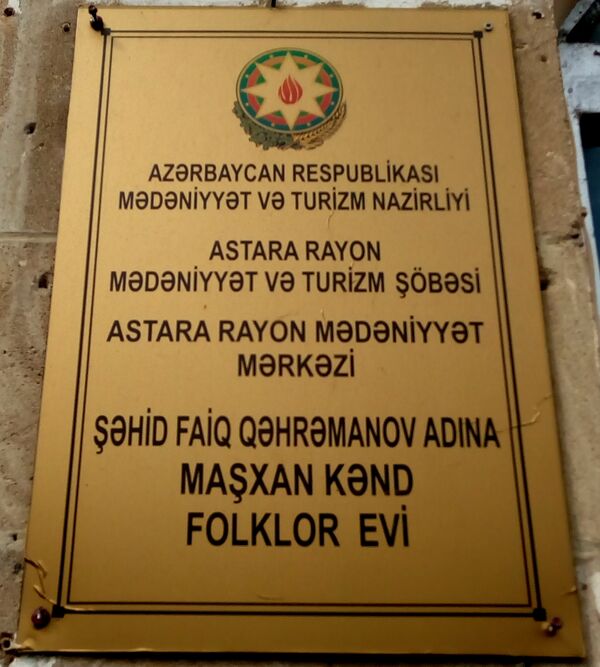 AZƏRBAYCAN RESPUBLİKASI
MƏDƏNİYYƏT VƏ TURİZM NAZİRLİYİ
ASTARA RAYON
MƏDƏNİYYƏT VƏ TURİZM ŞÖBƏSİ
ASTARA RAYON MƏDƏNİYYƏT
MƏRKƏZİ
ŞƏHİD FAİQ QƏHRƏMANOV ADINA
MAŞXAN KƏND
FOLKLOR EVİ